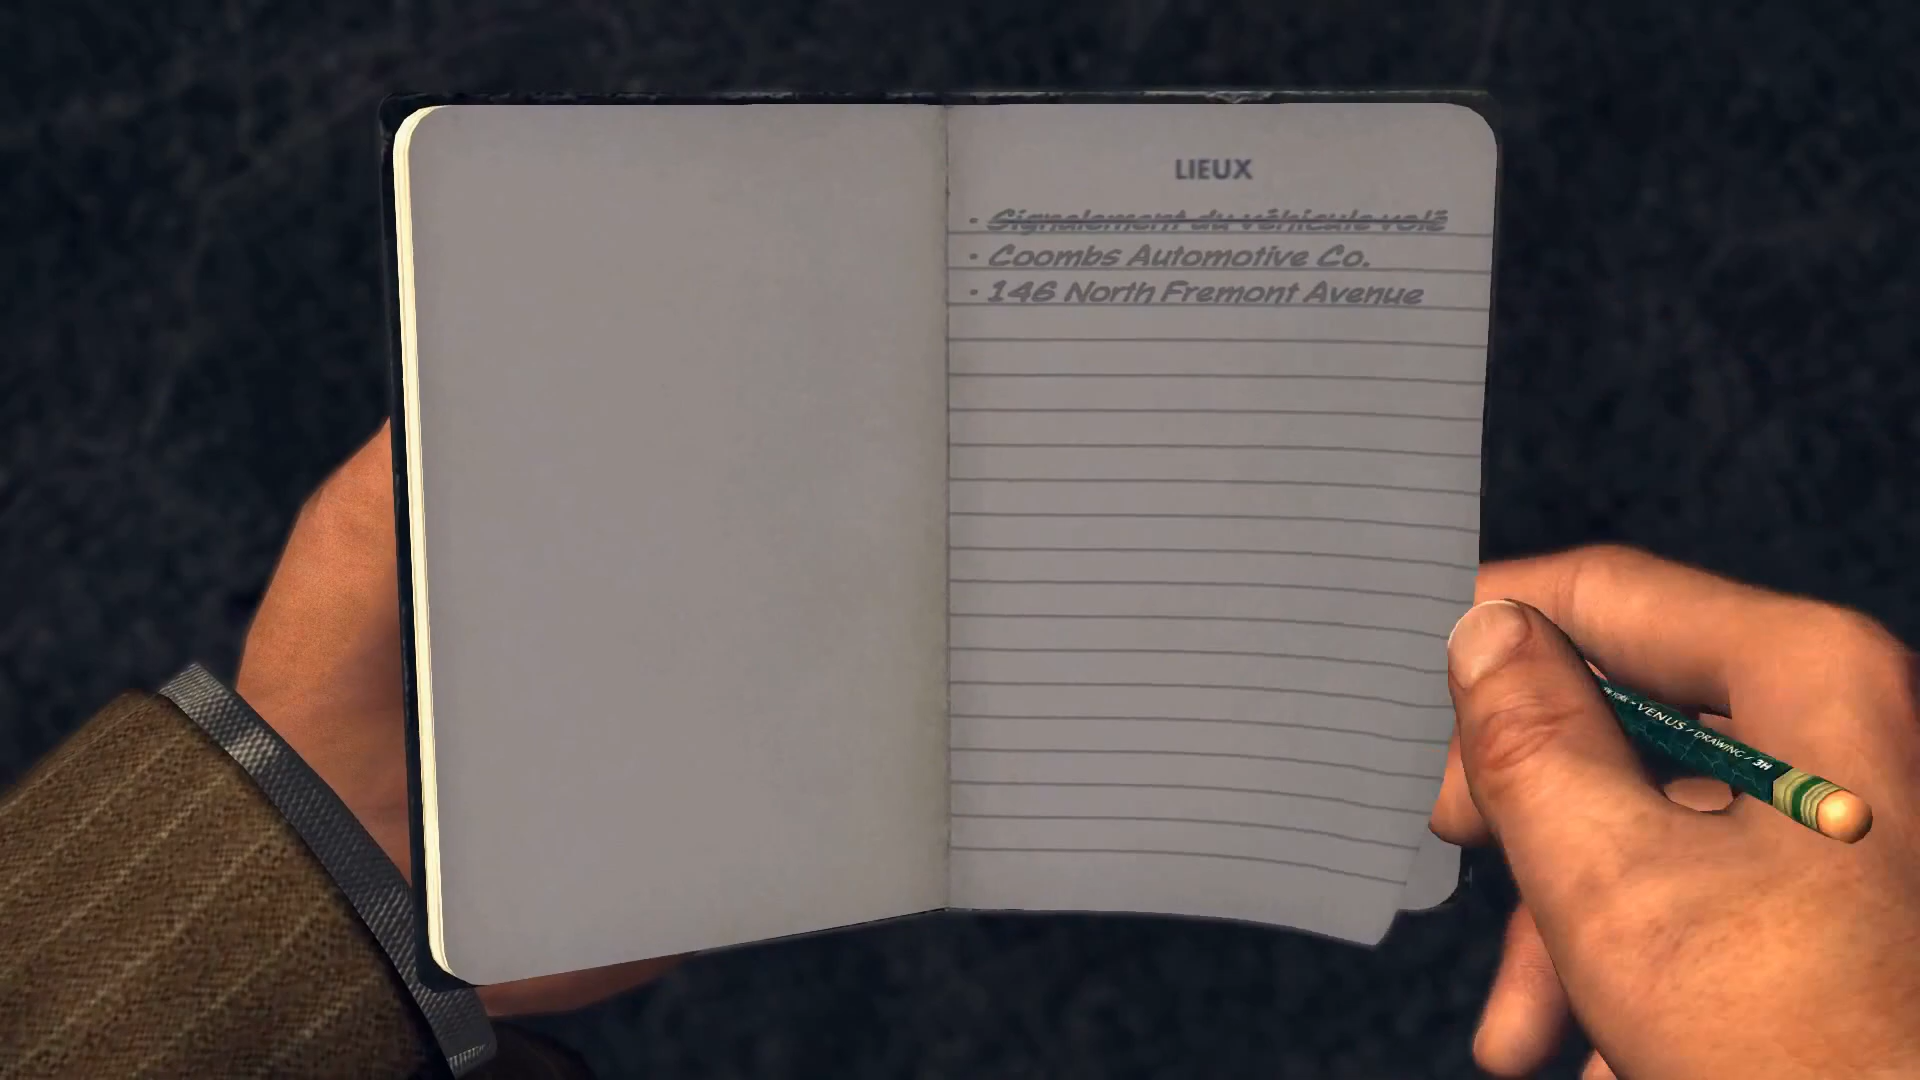 LIEUX
· Signalement du véhicule volé
· Coombs Automotive Co.
· 146 North Fremont Avenue
VENUS / DRAWING / 3H